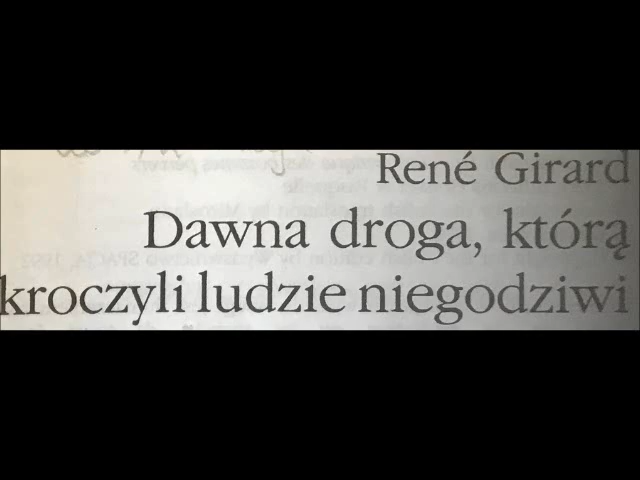 René Girard
Dawna droga, którą
kroczyli ludzie niegodziwi